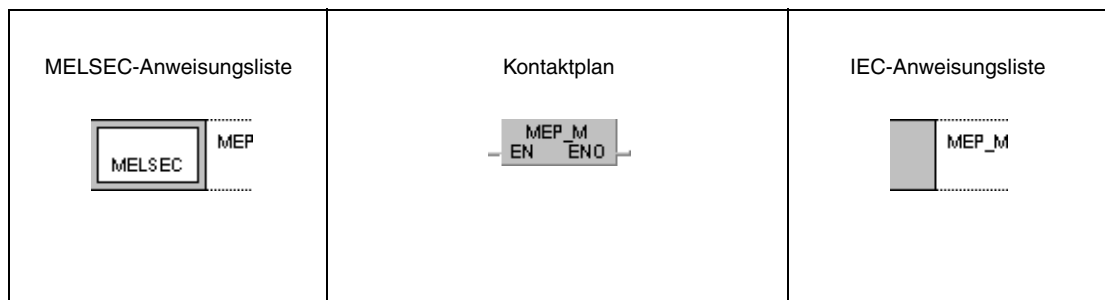 MELSEC-Anweisungsliste
MELSEC
MEP
Kontaktplan
MEP_M
EN ENO
IEC-Anweisungsliste
MEP_M